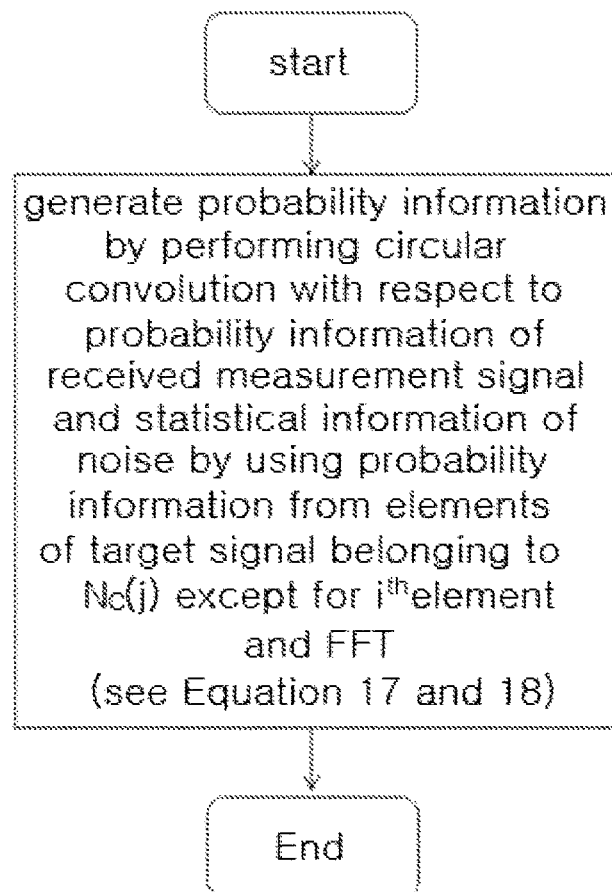 start
generate probability information
by performing circular
convolution with respect to
probability information of
received measurement signal
and statistical information of
noise by using probability
information from elements
of target signal belonging to
Nc(j) except for ith element
and FFT
(see Equation 17 and 18)
End